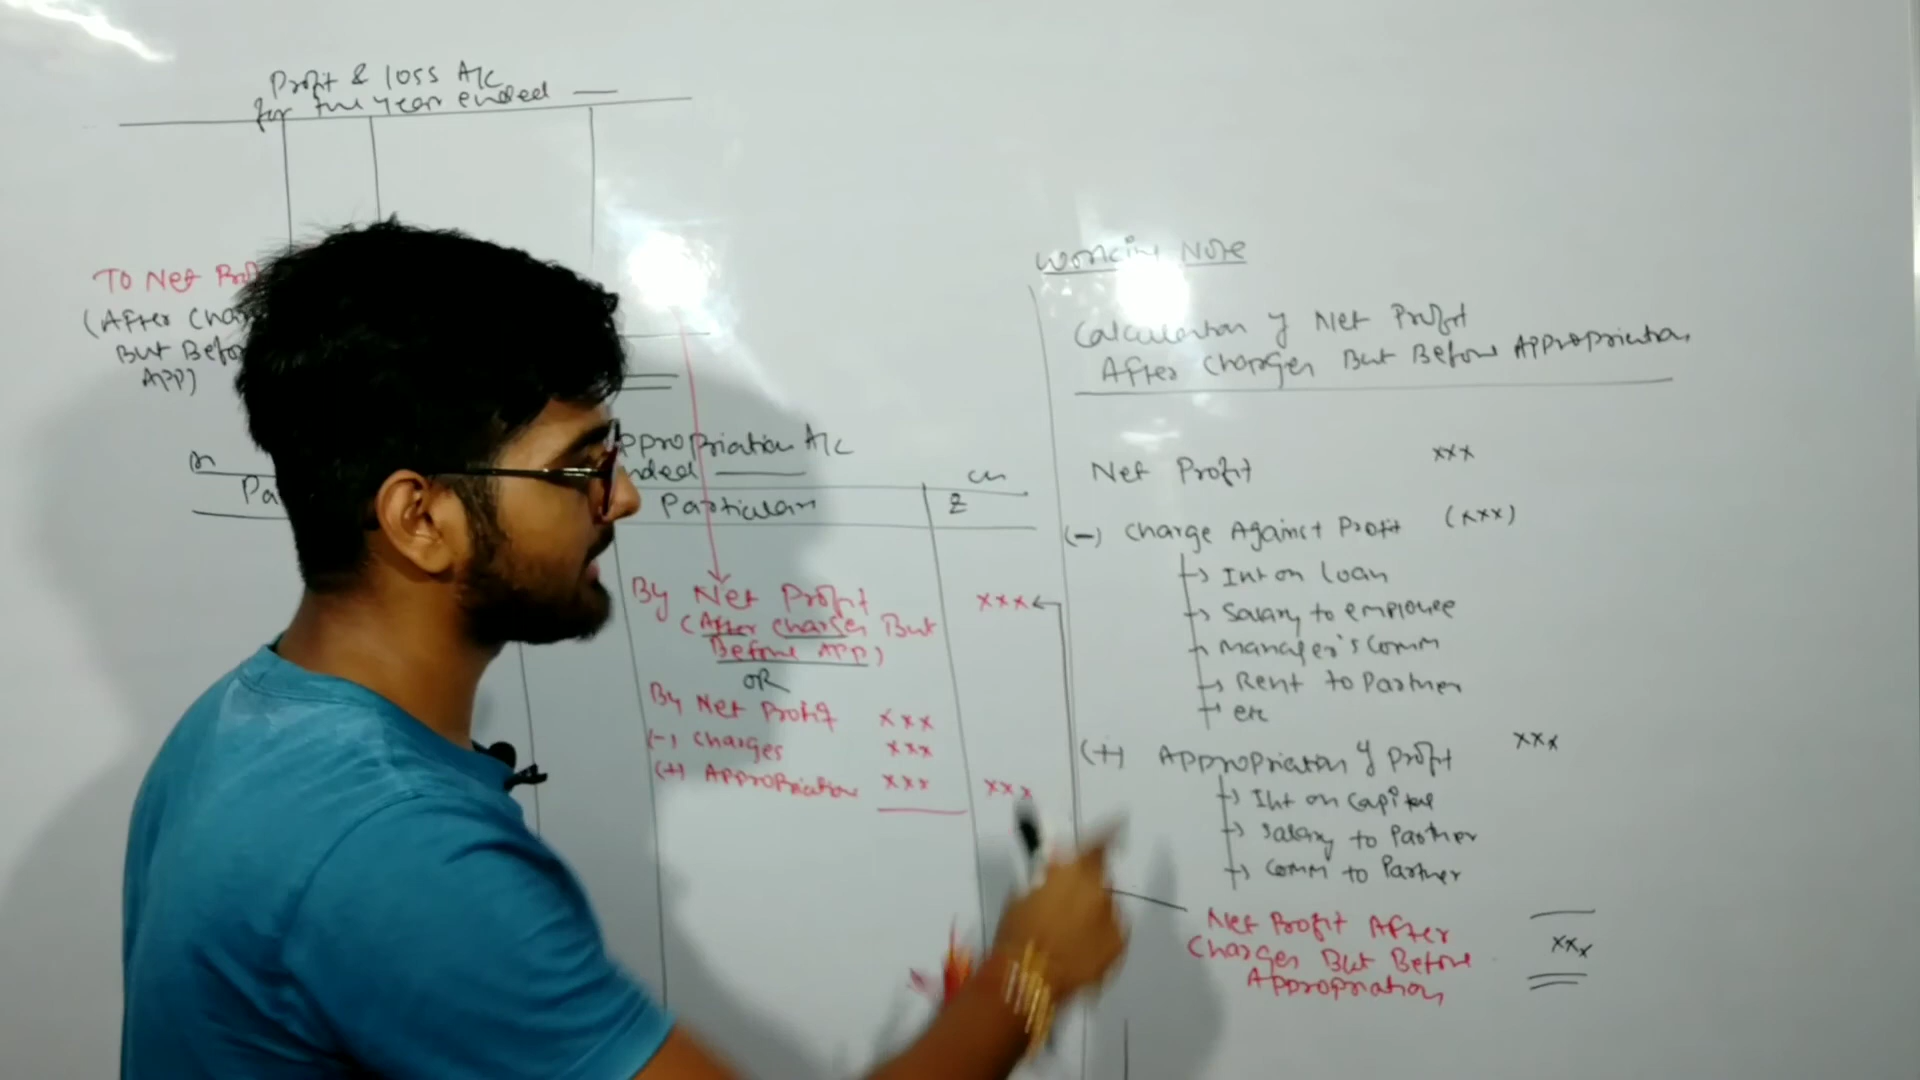 Profit & Loss A/c
for the year ended —
To Net
(After
But
APP)
Appropriation A/c
Particulars
₹
By Net Profit
xxx
(After charges But
Before APP)
OR
By Net Profit xxx
(-) Charges xxx
(+) Appropriation xxx xxx
Working Note
Calculation of Net Profit
After Charges But Before Appropriation
Net Profit xxx
(-) Charge Against Profit (xxx)
→ Int on Loan
→ Salary to employee
→ Manager's Comm
→ Rent to Partner
→ etc
(+) Appropriation of Profit xxx
→ Int on Capital
→ Salary to Partner
→ Comm to Partner
Net Profit After
Charges But Before
Appropriation
xxx